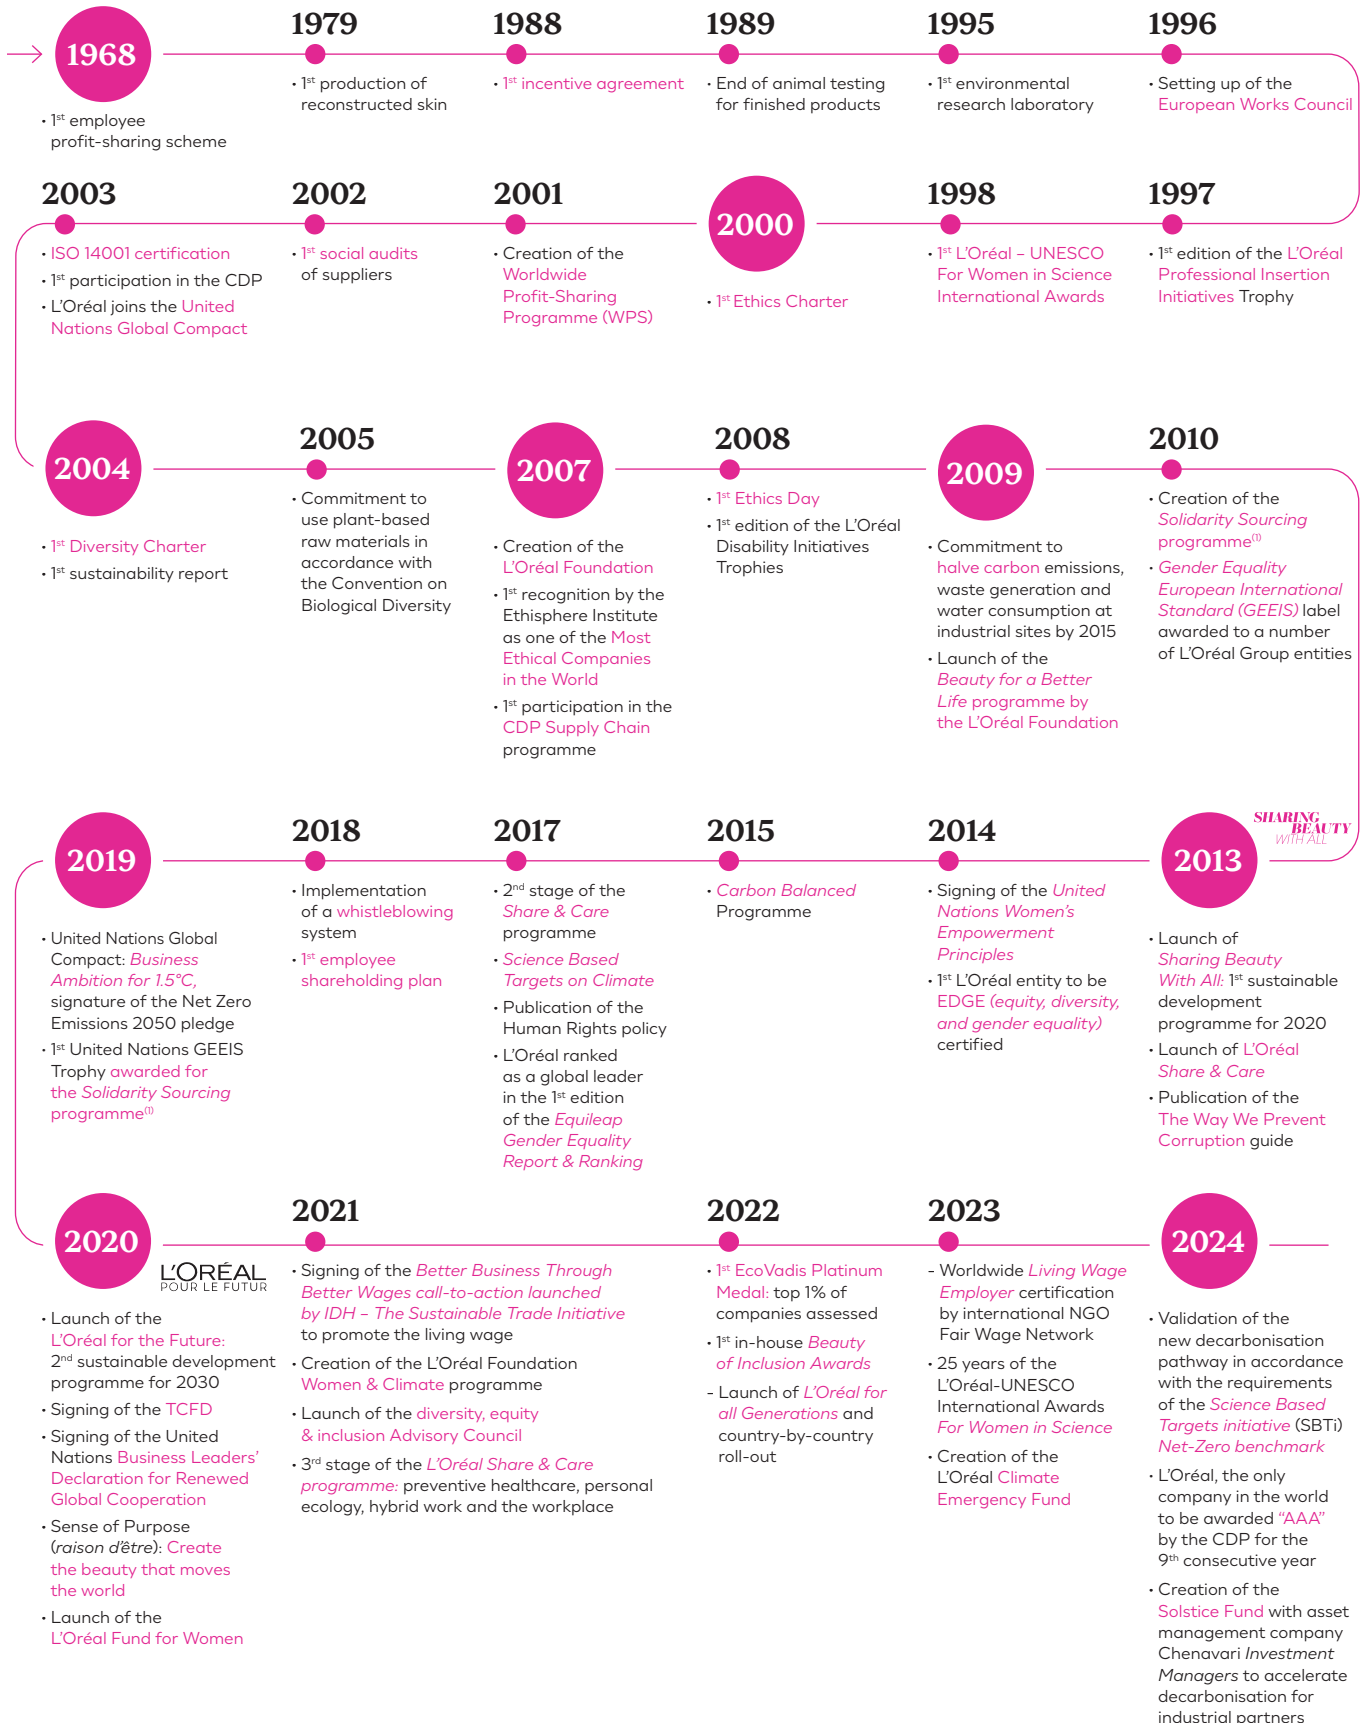 1968
• 1st employee
profit-sharing scheme
1979
• 1st production of
reconstructed skin
1988
• 1st incentive agreement
1989
• End of animal testing
for finished products
1995
• 1st environmental
research laboratory
1996
• Setting up of the
European Works Council
1997
• 1st edition of the L’Oréal
Professional Insertion
Initiatives Trophy
1998
• 1st L’Oréal – UNESCO
For Women in Science
International Awards
2000
• 1st Ethics Charter
2001
• Creation of the
Worldwide
Profit-Sharing
Programme (WPS)
2002
• 1st social audits
of suppliers
2003
• ISO 14001 certification
• 1st participation in the CDP
• L’Oréal joins the United
Nations Global Compact
2004
• 1st Diversity Charter
• 1st sustainability report
2005
• Commitment to
use plant-based
raw materials in
accordance with
the Convention on
Biological Diversity
2007
• Creation of the
L’Oréal Foundation
• 1st recognition by the
Ethisphere Institute
as one of the Most
Ethical Companies
in the World
• 1st participation in the
CDP Supply Chain
programme
2008
• 1st Ethics Day
• 1st edition of the L’Oréal
Disability Initiatives
Trophies
2009
• Commitment to
halve carbon emissions,
waste generation and
water consumption at
industrial sites by 2015
• Launch of the
Beauty for a Better
Life programme by
the L’Oréal Foundation
2010
• Creation of the
Solidarity Sourcing
programme(1)
• Gender Equality
European International
Standard (GEEIS) label
awarded to a number
of L’Oréal Group entities
2013
SHARING
BEAUTY
WITH ALL
• Launch of
Sharing Beauty
With All: 1st sustainable
development
programme for 2020
• Launch of L’Oréal
Share & Care
• Publication of the
The Way We Prevent
Corruption guide
2014
• Signing of the United
Nations Women’s
Empowerment
Principles
• 1st L’Oréal entity to be
EDGE (equity, diversity,
and gender equality)
certified
2015
• Carbon Balanced
Programme
2017
• 2nd stage of the
Share & Care
programme
• Science Based
Targets on Climate
• Publication of the
Human Rights policy
• L’Oréal ranked
as a global leader
in the 1st edition
of the Equileap
Gender Equality
Report & Ranking
2018
• Implementation
of a whistleblowing
system
• 1st employee
shareholding plan
2019
• United Nations Global
Compact: Business
Ambition for 1.5°C,
signature of the Net Zero
Emissions 2050 pledge
• 1st United Nations GEEIS
Trophy awarded for
the Solidarity Sourcing
programme(1)
2020
L’ORÉAL
POUR LE FUTUR
• Launch of the
L’Oréal for the Future:
2nd sustainable development
programme for 2030
• Signing of the TCFD
• Signing of the United
Nations Business Leaders’
Declaration for Renewed
Global Cooperation
• Sense of Purpose
(raison d’être): Create
the beauty that moves
the world
• Launch of the
L’Oréal Fund for Women
2021
• Signing of the Better Business Through
Better Wages call-to-action launched
by IDH – The Sustainable Trade Initiative
to promote the living wage
• Creation of the L’Oréal Foundation
Women & Climate programme
• Launch of the diversity, equity
& inclusion Advisory Council
• 3rd stage of the L’Oréal Share & Care
programme: preventive healthcare, personal
ecology, hybrid work and the workplace
2022
• 1st EcoVadis Platinum
Medal: top 1% of
companies assessed
• 1st in-house Beauty
of Inclusion Awards
- Launch of L’Oréal for
all Generations and
country-by-country
roll-out
2023
- Worldwide Living Wage
Employer certification
by international NGO
Fair Wage Network
• 25 years of the
L’Oréal-UNESCO
International Awards
For Women in Science
• Creation of the
L’Oréal Climate
Emergency Fund
2024
• Validation of the
new decarbonisation
pathway in accordance
with the requirements
of the Science Based
Targets initiative (SBTi)
Net-Zero benchmark
• L’Oréal, the only
company in the world
to be awarded “AAA”
by the CDP for the
9th consecutive year
• Creation of the
Solstice Fund with asset
management company
Chenavari Investment
Managers to accelerate
decarbonisation for
industrial partners